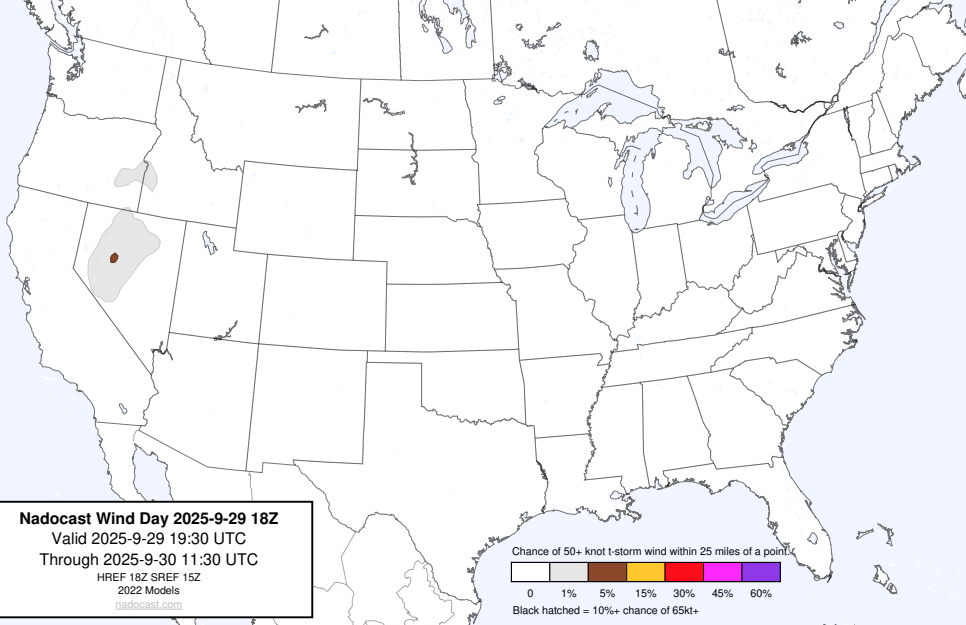 Nadocast Wind Day 2025-9-29 18Z
Valid 2025-9-29 19:30 UTC
Through 2025-9-30 11:30 UTC
HREF 18Z SREF 15Z
2022 Models
nadocast.com
Chance of 50+ knot t-storm wind within 25 miles of a point.
0 1% 5% 15% 30% 45% 60%
Black hatched = 10%+ chance of 65kt+